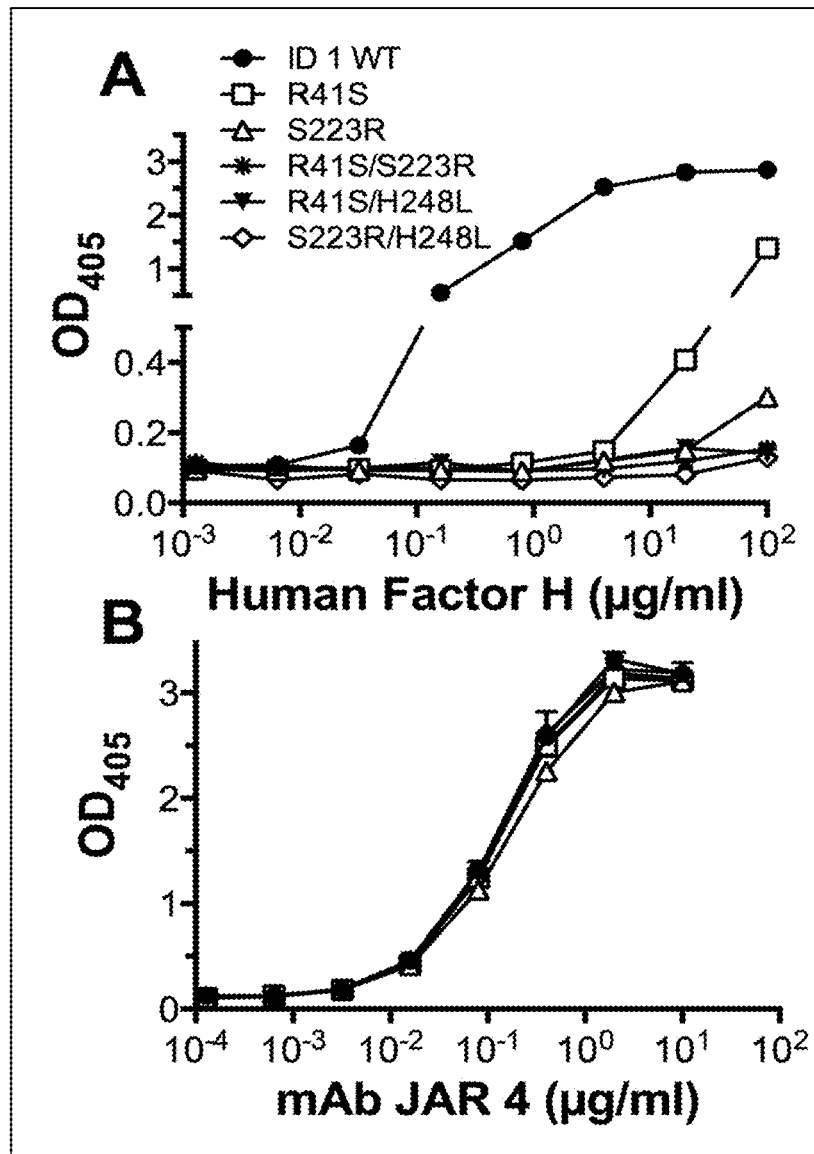 A
ID 1 WT
R41S
S223R
R41S/S223R
R41S/H248L
S223R/H248L
OD405
3
2
1
0.4
0.2
0.0
10-3 10-2 10-1 100 101 102
Human Factor H (µg/ml)
B
OD405
3
2
1
0
10-4 10-3 10-2 10-1 100 101 102
mAb JAR 4 (µg/ml)